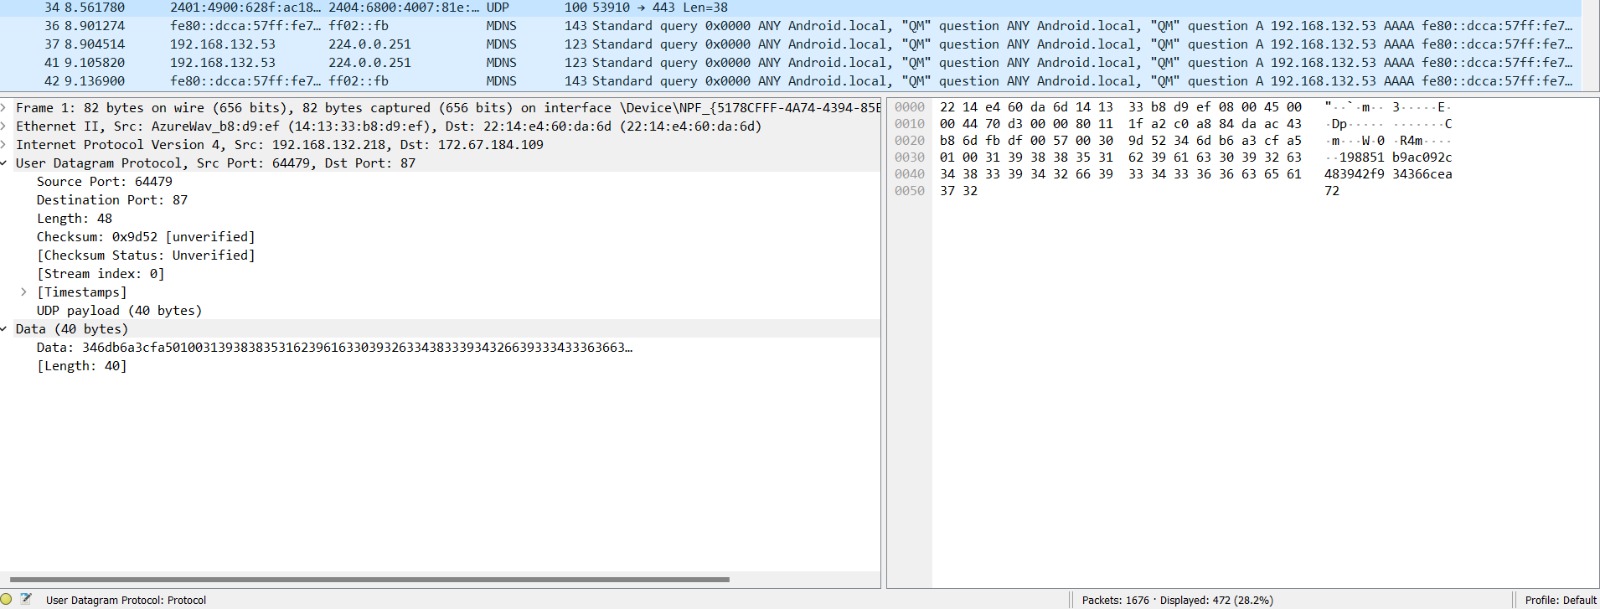 34 8.561780 2401:4900:628f:ac18… 2404:6800:4007:81e:… UDP 100 53910 → 443 Len=38
36 8.901274 fe80::dcca:57ff:fe7… ff02::fb MDNS 143 Standard query 0x0000 ANY Android.local, "QM" question ANY Android.local, "QM" question A 192.168.132.53 AAAA fe80::dcca:57ff:fe7…
37 8.904514 192.168.132.53 224.0.0.251 MDNS 123 Standard query 0x0000 ANY Android.local, "QM" question ANY Android.local, "QM" question A 192.168.132.53 AAAA fe80::dcca:57ff:fe7…
41 9.105820 192.168.132.53 224.0.0.251 MDNS 123 Standard query 0x0000 ANY Android.local, "QM" question ANY Android.local, "QM" question A 192.168.132.53 AAAA fe80::dcca:57ff:fe7…
42 9.136900 fe80::dcca:57ff:fe7… ff02::fb MDNS 143 Standard query 0x0000 ANY Android.local, "QM" question ANY Android.local, "QM" question A 192.168.132.53 AAAA fe80::dcca:57ff:fe7…
Frame 1: 82 bytes on wire (656 bits), 82 bytes captured (656 bits) on interface \Device\NPF_{5178CFFF-4A74-4394-85E
Ethernet II, Src: AzureWav_b8:d9:ef (14:13:33:b8:d9:ef), Dst: 22:14:e4:60:da:6d (22:14:e4:60:da:6d)
Internet Protocol Version 4, Src: 192.168.132.218, Dst: 172.67.184.109
User Datagram Protocol, Src Port: 64479, Dst Port: 87
Source Port: 64479
Destination Port: 87
Length: 48
Checksum: 0x9d52 [unverified]
[Checksum Status: Unverified]
[Stream index: 0]
[Timestamps]
UDP payload (40 bytes)
Data (40 bytes)
Data: 346db6a3cfa501003139383835316239616330393263343833393432663933343336363…
[Length: 40]
0000 22 14 e4 60 da 6d 14 13 33 b8 d9 ef 08 00 45 00 "··`·m·· 3·····E·
0010 00 44 70 d3 00 00 80 11 1f a2 c0 a8 84 da ac 43 ·Dp····· ·······C
0020 b8 6d fb df 00 57 00 30 9d 52 34 6d b6 a3 cf a5 ·m···W·0 ·R4m····
0030 01 00 31 39 38 38 35 31 62 39 61 63 30 39 32 63 ··198851 b9ac092c
0040 34 38 33 39 34 32 66 39 33 34 33 36 36 63 65 61 483942f9 34366cea
0050 37 32 72
User Datagram Protocol: Protocol
Packets: 1676 · Displayed: 472 (28.2%)
Profile: Default